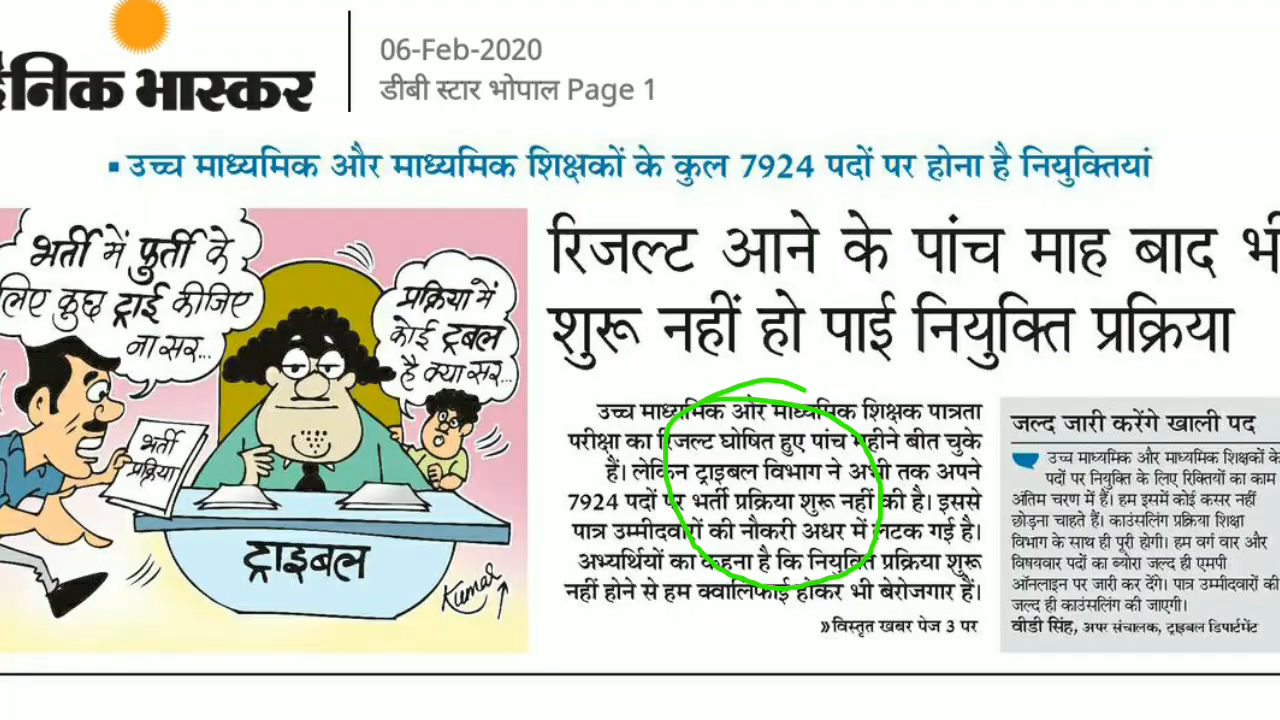 दैनिक भास्कर
06-Feb-2020
डीबी स्टार भोपाल Page 1
▪ उच्च माध्यमिक और माध्यमिक शिक्षकों के कुल 7924 पदों पर होना है नियुक्तियां
भर्ती में फुर्ती के
लिए कुछ ट्राई कीजिए
ना सर...
प्रक्रिया में
कोई ट्रबल
है क्या सर...
भर्ती
प्रक्रिया
ट्राइबल
Kumar
रिजल्ट आने के पांच माह बाद भी
शुरू नहीं हो पाई नियुक्ति प्रक्रिया
उच्च माध्यमिक और माध्यमिक शिक्षक पात्रता
परीक्षा का रिजल्ट घोषित हुए पांच महीने बीत चुके
हैं। लेकिन ट्राइबल विभाग ने अभी तक अपने
7924 पदों पर भर्ती प्रक्रिया शुरू नहीं की है। इससे
पात्र उम्मीदवारों की नौकरी अधर में लटक गई है।
अभ्यर्थियों का कहना है कि नियुक्ति प्रक्रिया शुरू
नहीं होने से हम क्वालिफाई होकर भी बेरोजगार हैं।
»विस्तृत खबर पेज 3 पर
जल्द जारी करेंगे खाली पद
उच्च माध्यमिक और माध्यमिक शिक्षकों के
पदों पर नियुक्ति के लिए रिक्तियों का काम
अंतिम चरण में हैं। हम इसमें कोई कसर नहीं
छोड़ना चाहते हैं। काउंसलिंग प्रक्रिया शिक्षा
विभाग के साथ ही पूरी होगी। हम वर्ग वार और
विषयवार पदों का ब्योरा जल्द ही एमपी
ऑनलाइन पर जारी कर देंगे। पात्र उम्मीदवारों की
जल्द ही काउंसलिंग की जाएगी।
वीडी सिंह, अपर संचालक, ट्राइबल डिपार्टमेंट